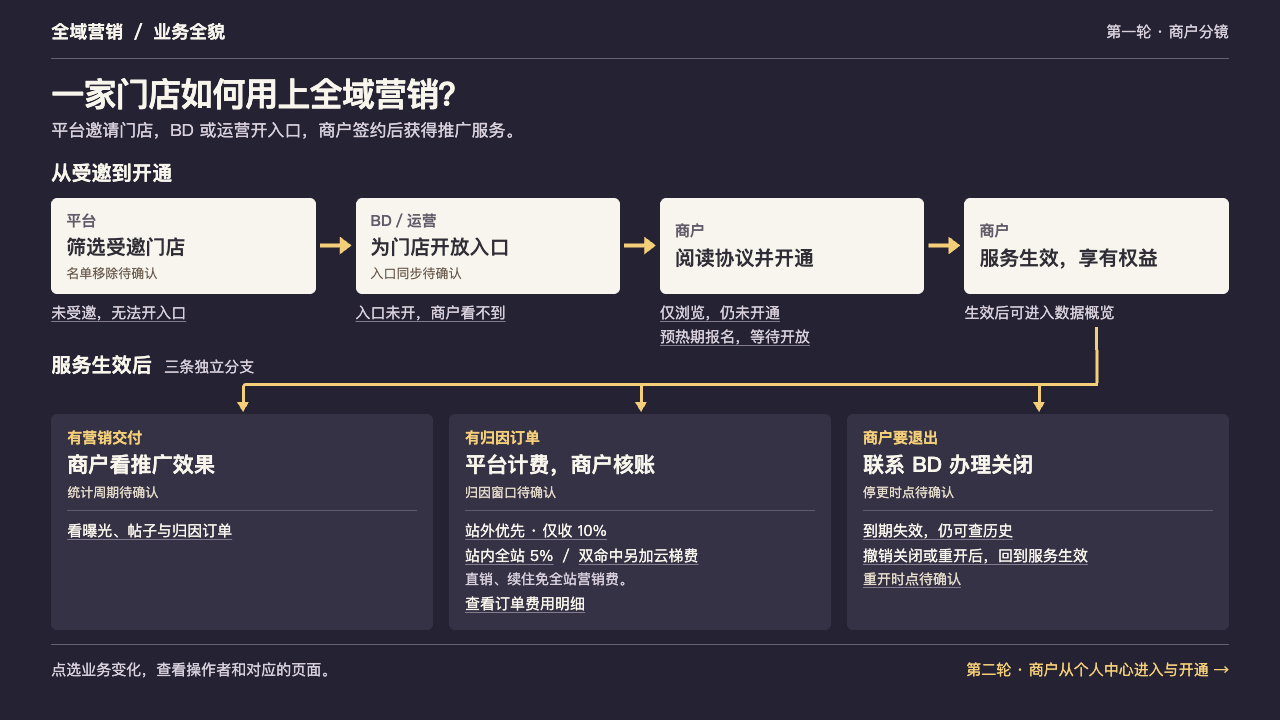 全域营销 / 业务全貌
第一轮 · 商户分镜
一家门店如何用上全域营销？
平台邀请门店，BD 或运营开入口，商户签约后获得推广服务。
从受邀到开通
平台
筛选受邀门店
名单移除待确认
未受邀，无法开入口
BD / 运营
为门店开放入口
入口同步待确认
入口未开，商户看不到
商户
阅读协议并开通
仅浏览，仍未开通
预热期报名，等待开放
商户
服务生效，享有权益
生效后可进入数据概览
服务生效后 三条独立分支
有营销交付
商户看推广效果
统计周期待确认
看曝光、帖子与归因订单
有归因订单
平台计费，商户核账
归因窗口待确认
站外优先 · 仅收 10%
站内全站 5% / 双命中另加云梯费
直销、续住免全站营销费。
查看订单费用明细
商户要退出
联系 BD 办理关闭
停更时点待确认
到期失效，仍可查历史
撤销关闭或重开后，回到服务生效
重开时点待确认
点选业务变化，查看操作者和对应的页面。
第二轮 · 商户从个人中心进入与开通 →